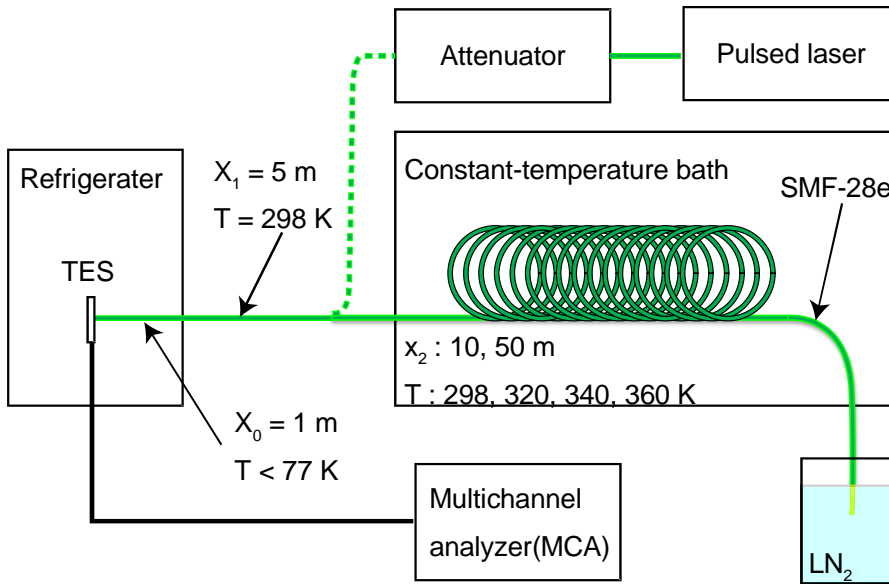 Attenuator
Pulsed laser
Refrigerater
X₁ = 5 m
T = 298 K
Constant-temperature bath
SMF-28e
TES
x₂ : 10, 50 m
T : 298, 320, 340, 360 K
X₀ = 1 m
T < 77 K
Multichannel
analyzer(MCA)
LN₂